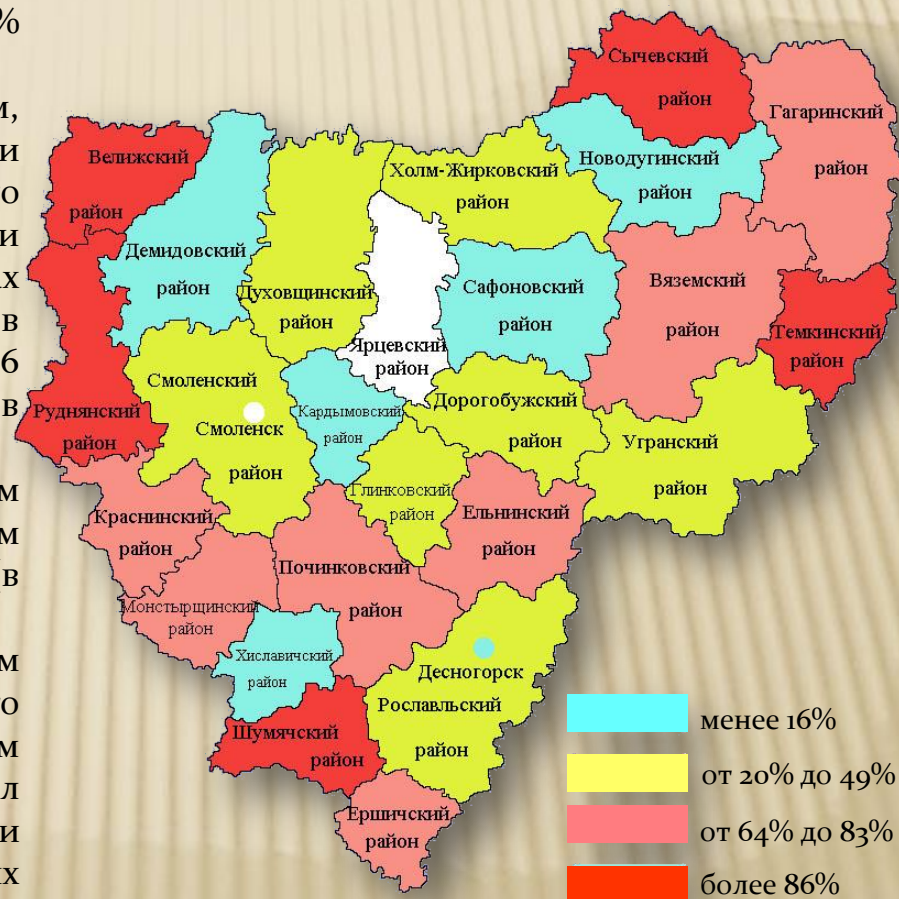 %
м,
и
о
и
х
в
б
в
м
м
в
м
о
м
л
и
х
Сычевский
район
Гагаринский
район
Велижский
район
Новодугинский
район
Холм-Жирковский
район
Демидовский
район
Духовщинский
район
Сафоновский
район
Вяземский
район
Темкинский
район
Ярцевский
район
Смоленский
Смоленск
район
Руднянский
район
Кардымовский
район
Дорогобужский
район
Угранский
район
Глинковский
район
Ельнинский
район
Краснинский
район
Починковский
район
Монстырщинский
район
Хиславичский
район
Десногорск
Рославльский
район
Шумячский
район
Ершичский
район
менее 16%
от 20% до 49%
от 64% до 83%
более 86%